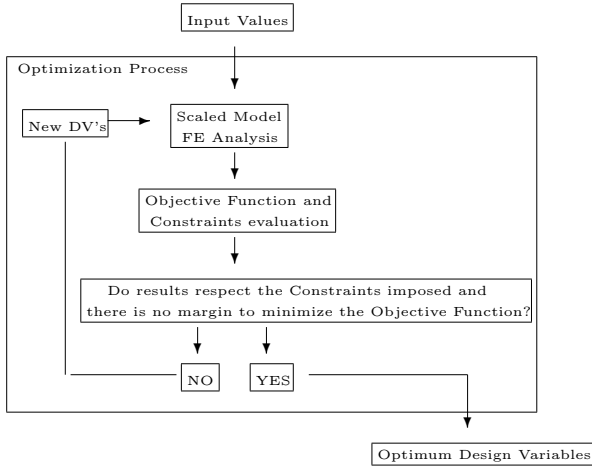 Input Values
Optimization Process
New DV's
Scaled Model
FE Analysis
Objective Function and
Constraints evaluation
Do results respect the Constraints imposed and
there is no margin to minimize the Objective Function?
NO
YES
Optimum Design Variables